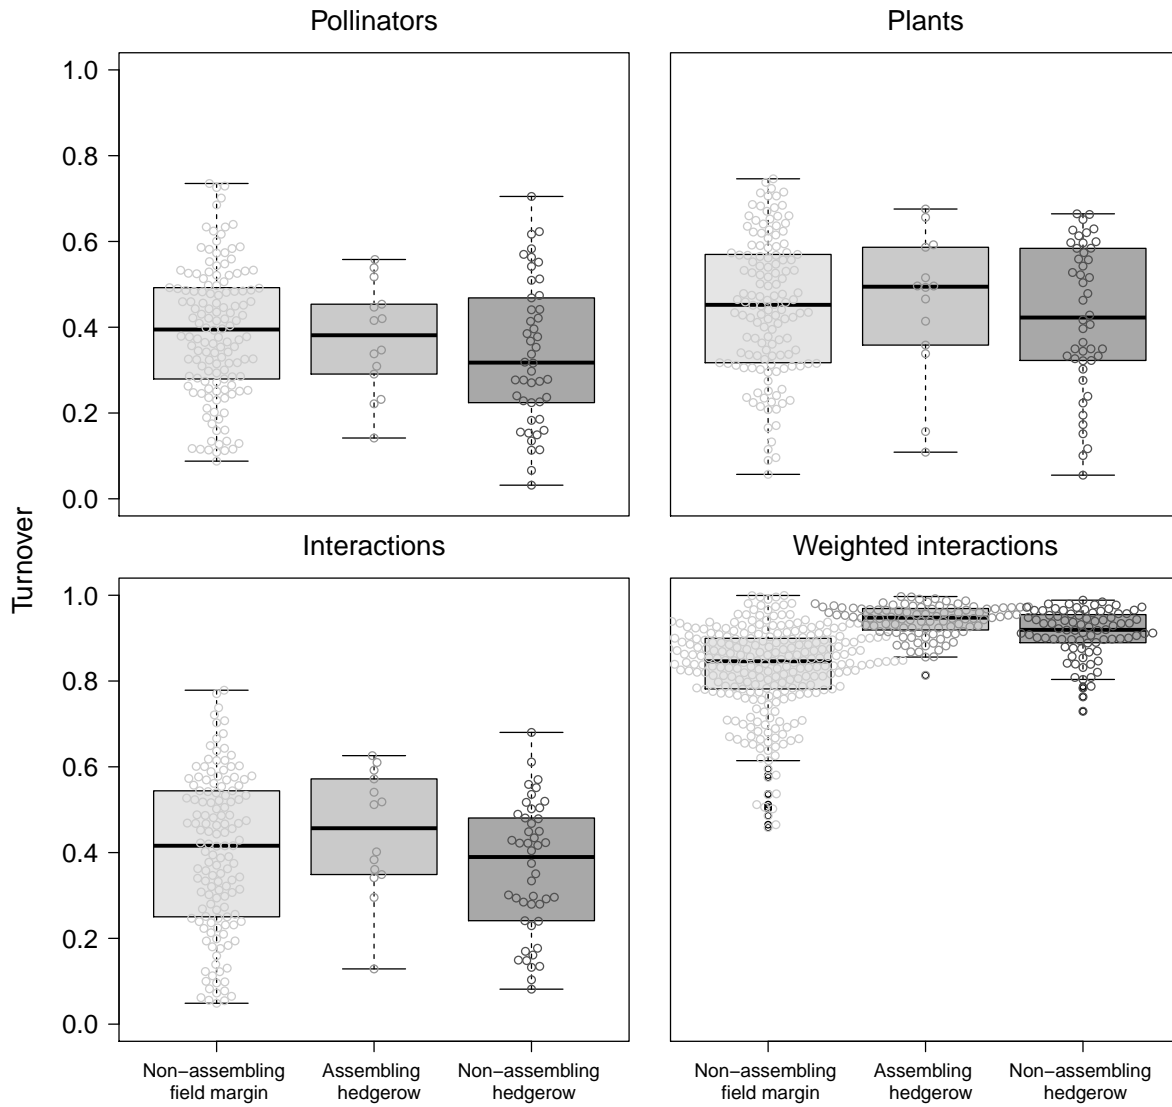 Pollinators
Plants
1.0
0.8
0.6
0.4
0.2
0.0
Turnover
Interactions
Weighted interactions
1.0
0.8
0.6
0.4
0.2
0.0
Non−assembling
field margin
Assembling
hedgerow
Non−assembling
hedgerow
Non−assembling
field margin
Assembling
hedgerow
Non−assembling
hedgerow